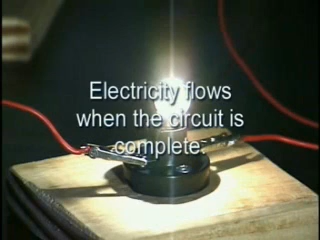 Electricity flows
when the circuit is
complete.